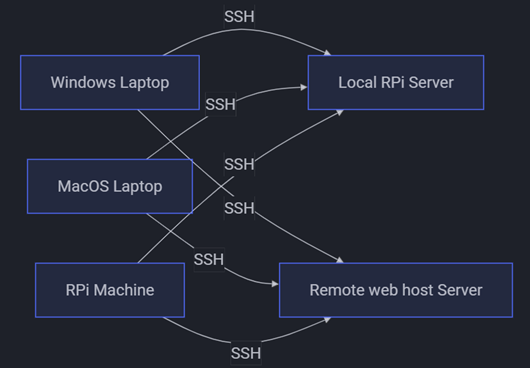 SSH
Windows Laptop
Local RPi Server
SSH
SSH
MacOS Laptop
SSH
SSH
RPi Machine
Remote web host Server
SSH